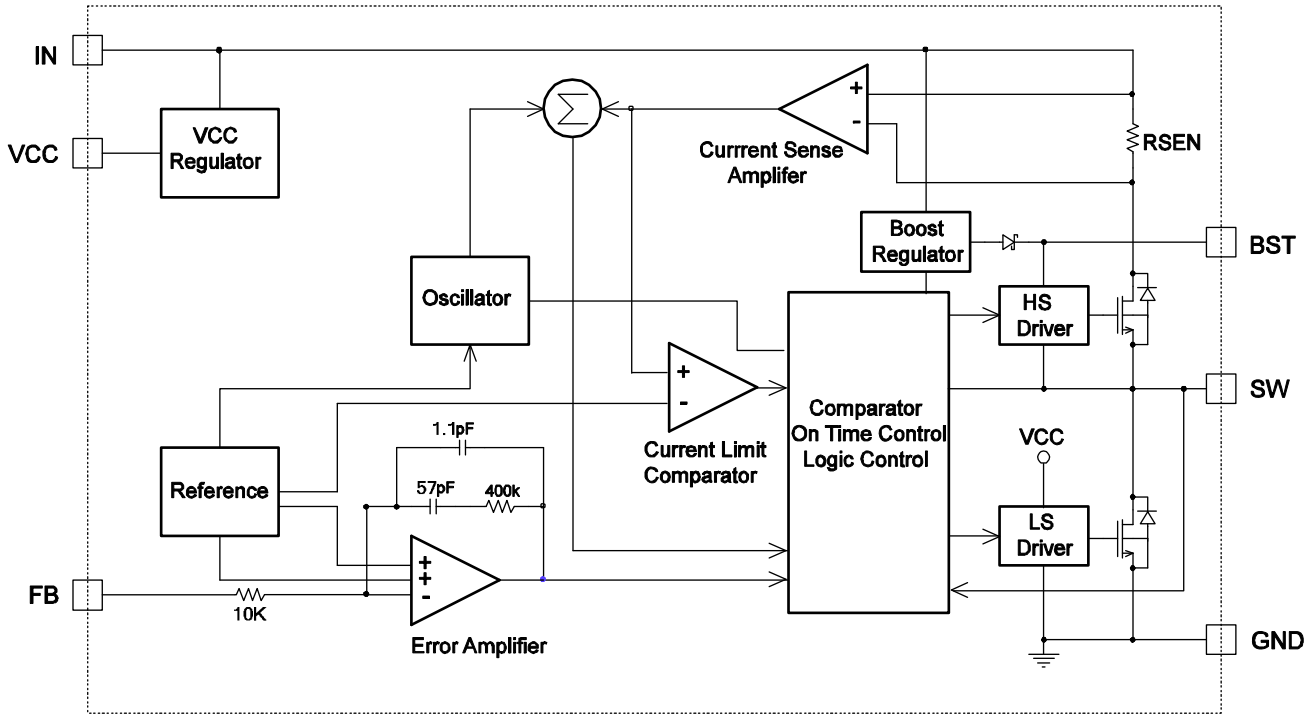 IN
VCC
VCC
Regulator
Σ
+
-
Currrent Sense
Amplifer
RSEN
Boost
Regulator
BST
Oscillator
HS
Driver
+
-
Current Limit
Comparator
Comparator
On Time Control
Logic Control
SW
VCC
1.1pF
57pF
400k
Reference
LS
Driver
+
+
-
FB
10K
Error Amplifier
GND